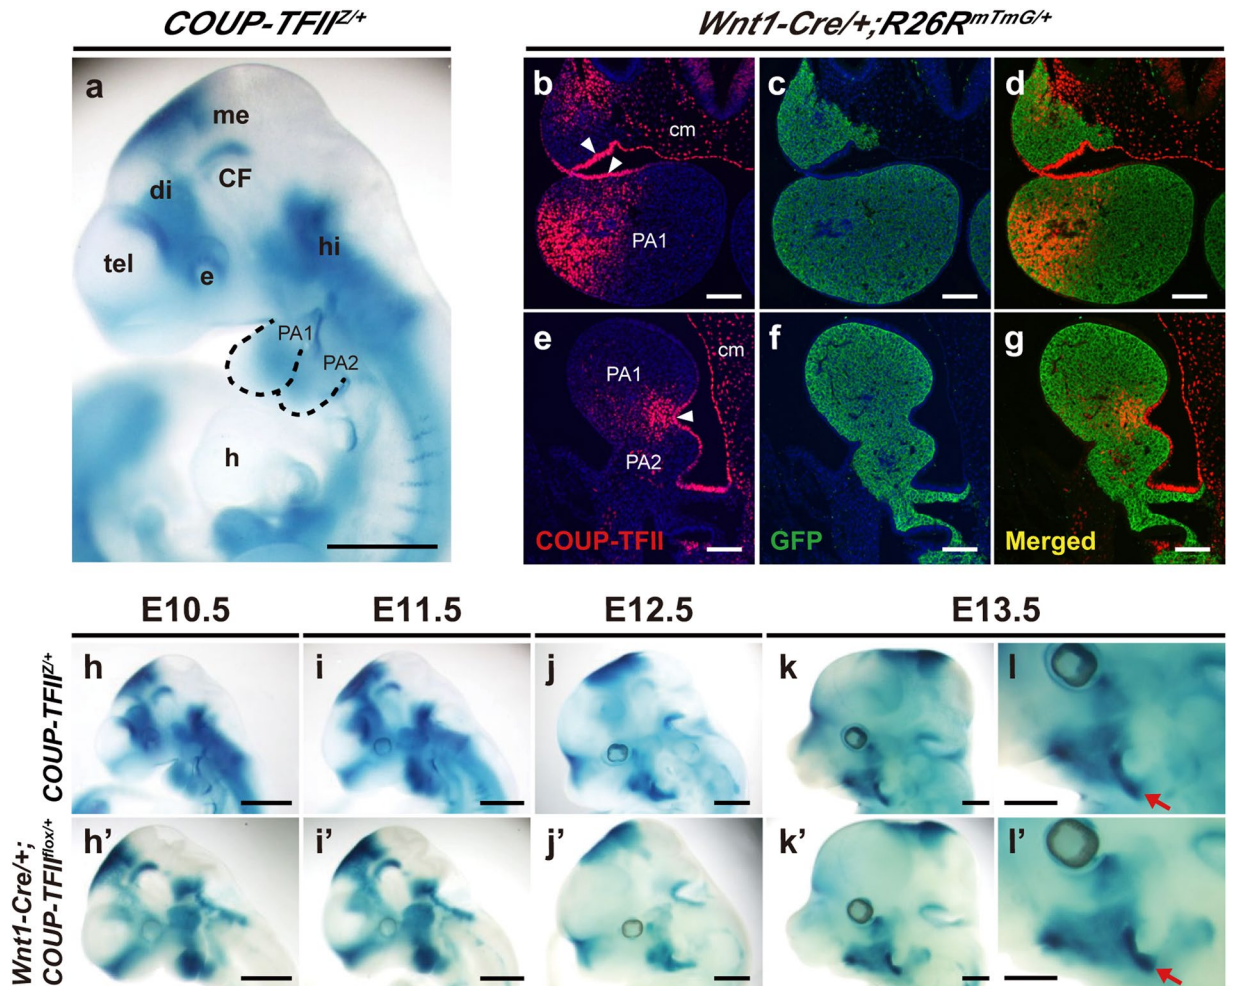 COUP-TFII^Z/+
Wnt1-Cre/+;R26R^mTmG/+
a
me
CF
di
e
tel
hi
PA1
PA2
h
b
cm
PA1
c
d
e
cm
PA1
PA2
COUP-TFII
f
GFP
g
Merged
E10.5
E11.5
E12.5
E13.5
COUP-TFII^Z/+
h
i
j
k
l
Wnt1-Cre/+;
COUP-TFII^flox/+
h’
i’
j’
k’
l’